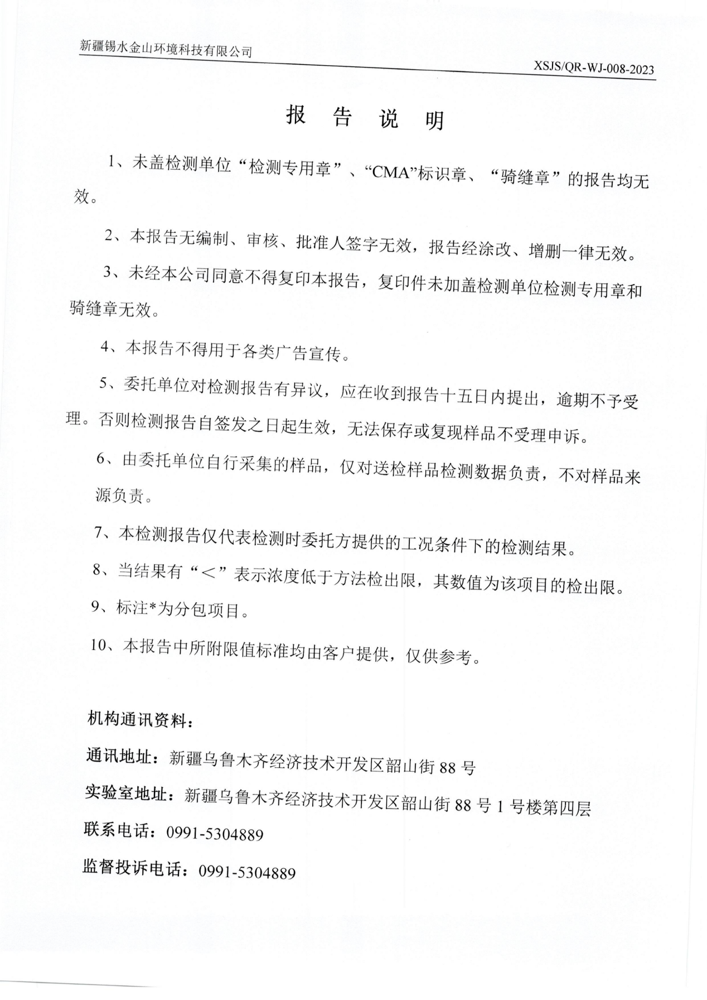 新疆锡水金山环境科技有限公司
XSJS/QR-WJ-008-2023
报 告 说 明
1、未盖检测单位“检测专用章”、“CMA”标识章、“骑缝章”的报告均无
效。
2、本报告无编制、审核、批准人签字无效，报告经涂改、增删一律无效。
3、未经本公司同意不得复印本报告，复印件未加盖检测单位检测专用章和
骑缝章无效。
4、本报告不得用于各类广告宣传。
5、委托单位对检测报告有异议，应在收到报告十五日内提出，逾期不予受
理。否则检测报告自签发之日起生效，无法保存或复现样品不受理申诉。
6、由委托单位自行采集的样品，仅对送检样品检测数据负责，不对样品来
源负责。
7、本检测报告仅代表检测时委托方提供的工况条件下的检测结果。
8、当结果有“＜”表示浓度低于方法检出限，其数值为该项目的检出限。
9、标注*为分包项目。
10、本报告中所附限值标准均由客户提供，仅供参考。
机构通讯资料：
通讯地址：新疆乌鲁木齐经济技术开发区韶山街 88 号
实验室地址：新疆乌鲁木齐经济技术开发区韶山街 88 号 1 号楼第四层
联系电话：0991-5304889
监督投诉电话：0991-5304889